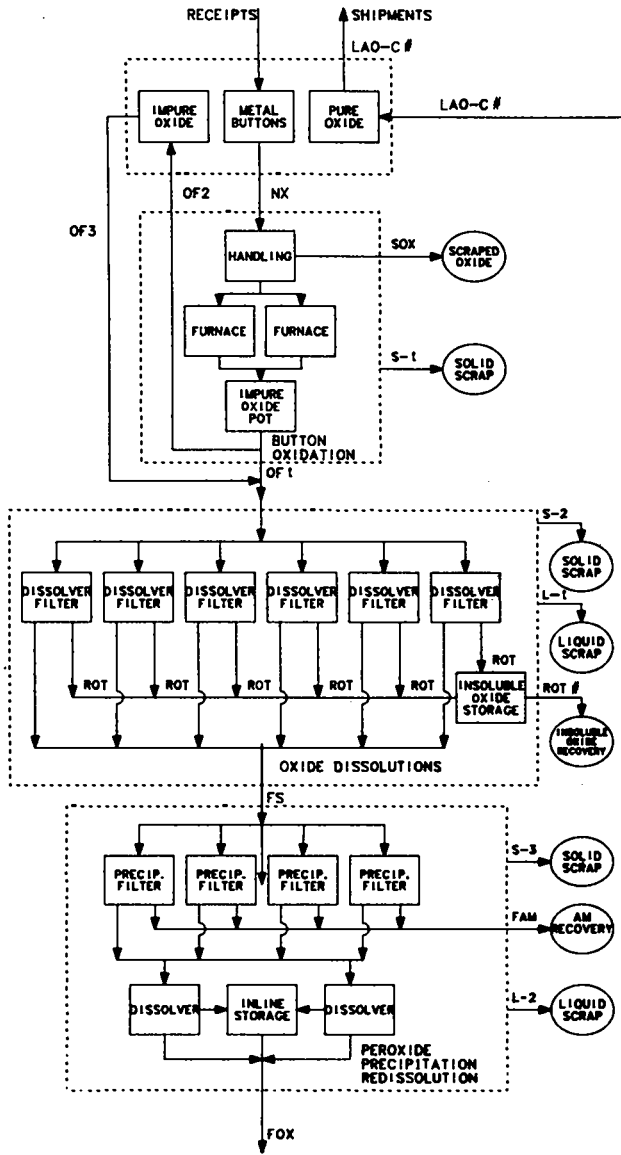 RECEIPTS
SHIPMENTS
LAO-C #
IMPURE
OXIDE
METAL
BUTTONS
PURE
OXIDE
LAO-C #
OF3
OF2
NX
HANDLING
SOX
SCRAPED
OXIDE
FURNACE
FURNACE
S-1
SOLID
SCRAP
IMPURE
OXIDE
POT
BUTTON
OXIDATION
OF1
S-2
SOLID
SCRAP
L-1
LIQUID
SCRAP
DISSOLVER
FILTER
DISSOLVER
FILTER
DISSOLVER
FILTER
DISSOLVER
FILTER
DISSOLVER
FILTER
DISSOLVER
FILTER
ROT
ROT
ROT
ROT
ROT
ROT
INSOLUBLE
OXIDE
STORAGE
ROT #
INSOLUBLE
OXIDE
RECOVERY
OXIDE DISSOLUTIONS
FS
PRECIP.
FILTER
PRECIP.
FILTER
PRECIP.
FILTER
PRECIP.
FILTER
S-3
SOLID
SCRAP
FAM
AM
RECOVERY
DISSOLVER
INLINE
STORAGE
DISSOLVER
L-2
LIQUID
SCRAP
PEROXIDE
PRECIPITATION
REDISSOLUTION
FOX